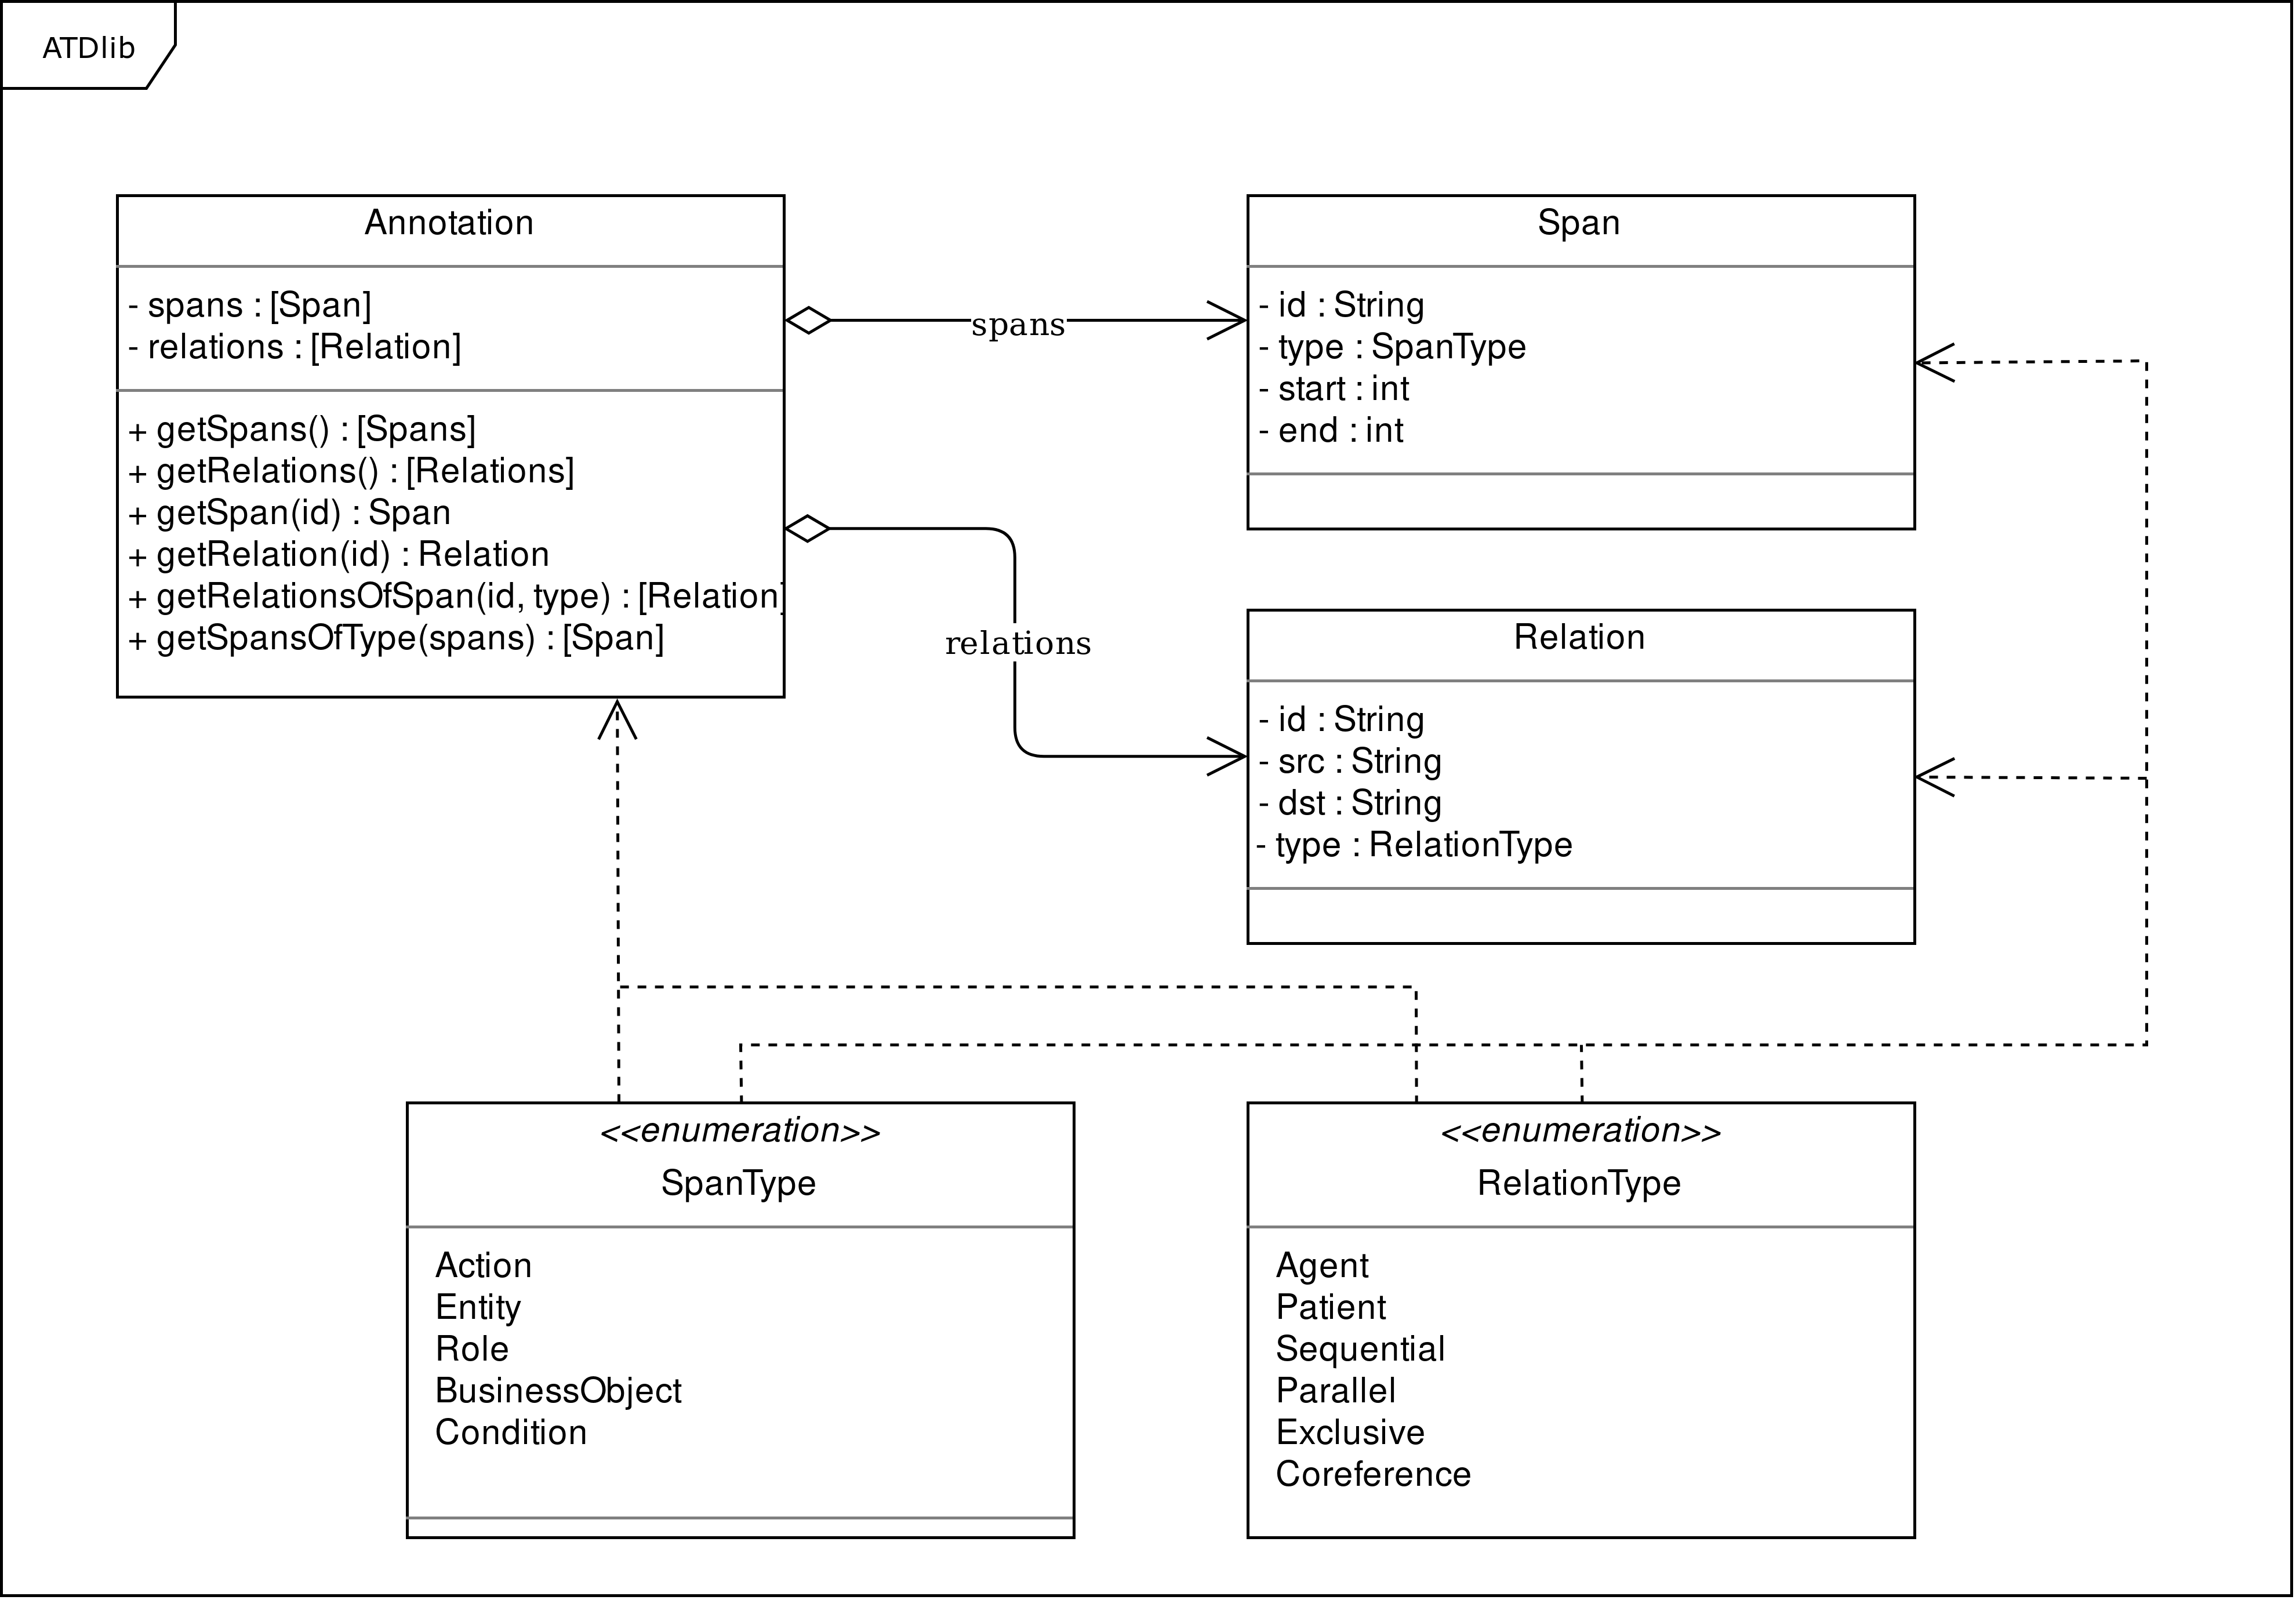 ATDlib
Annotation
- spans : [Span]
- relations : [Relation]
+ getSpans() : [Spans]
+ getRelations() : [Relations]
+ getSpan(id) : Span
+ getRelation(id) : Relation
+ getRelationsOfSpan(id, type) : [Relation]
+ getSpansOfType(spans) : [Span]
spans
relations
Span
- id : String
- type : SpanType
- start : int
- end : int
Relation
- id : String
- src : String
- dst : String
- type : RelationType
<<enumeration>>
SpanType
Action
Entity
Role
BusinessObject
Condition
<<enumeration>>
RelationType
Agent
Patient
Sequential
Parallel
Exclusive
Coreference